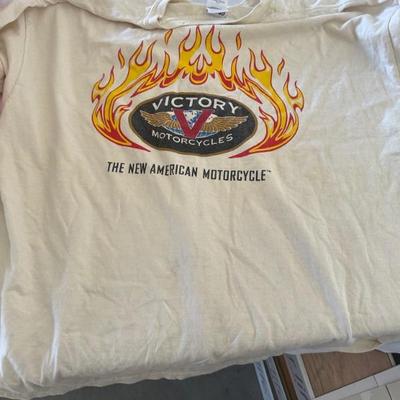 VICTORY
V
MOTORCYCLES
THE NEW AMERICAN MOTORCYCLE™